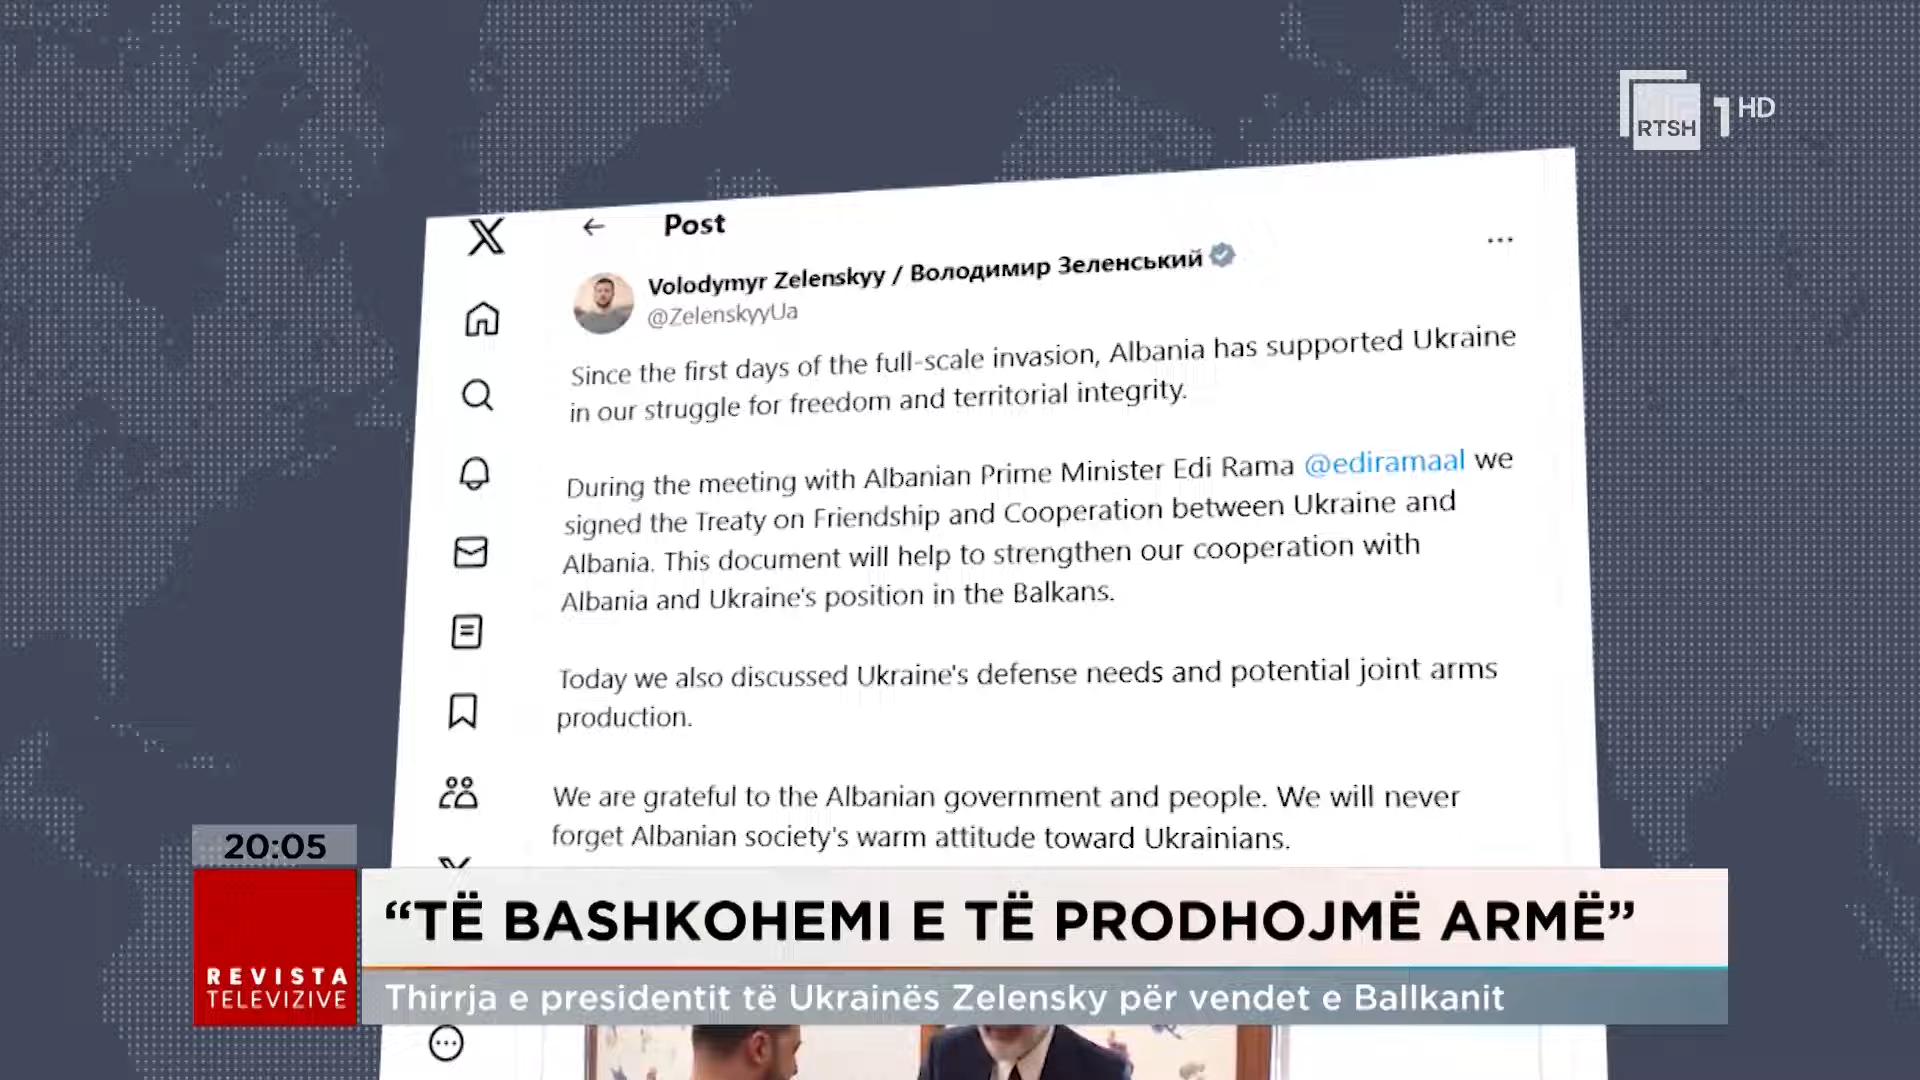 RTSH 1 HD
Post
Volodymyr Zelenskyy / Володимир Зеленський
@ZelenskyyUa
Since the first days of the full-scale invasion, Albania has supported Ukraine
in our struggle for freedom and territorial integrity.
During the meeting with Albanian Prime Minister Edi Rama @ediramaal we
signed the Treaty on Friendship and Cooperation between Ukraine and
Albania. This document will help to strengthen our cooperation with
Albania and Ukraine's position in the Balkans.
Today we also discussed Ukraine's defense needs and potential joint arms
production.
We are grateful to the Albanian government and people. We will never
forget Albanian society's warm attitude toward Ukrainians.
20:05
“TË BASHKOHEMI E TË PRODHOJMË ARMË”
REVISTA
TELEVIZIVE
Thirrja e presidentit të Ukrainës Zelensky për vendet e Ballkanit